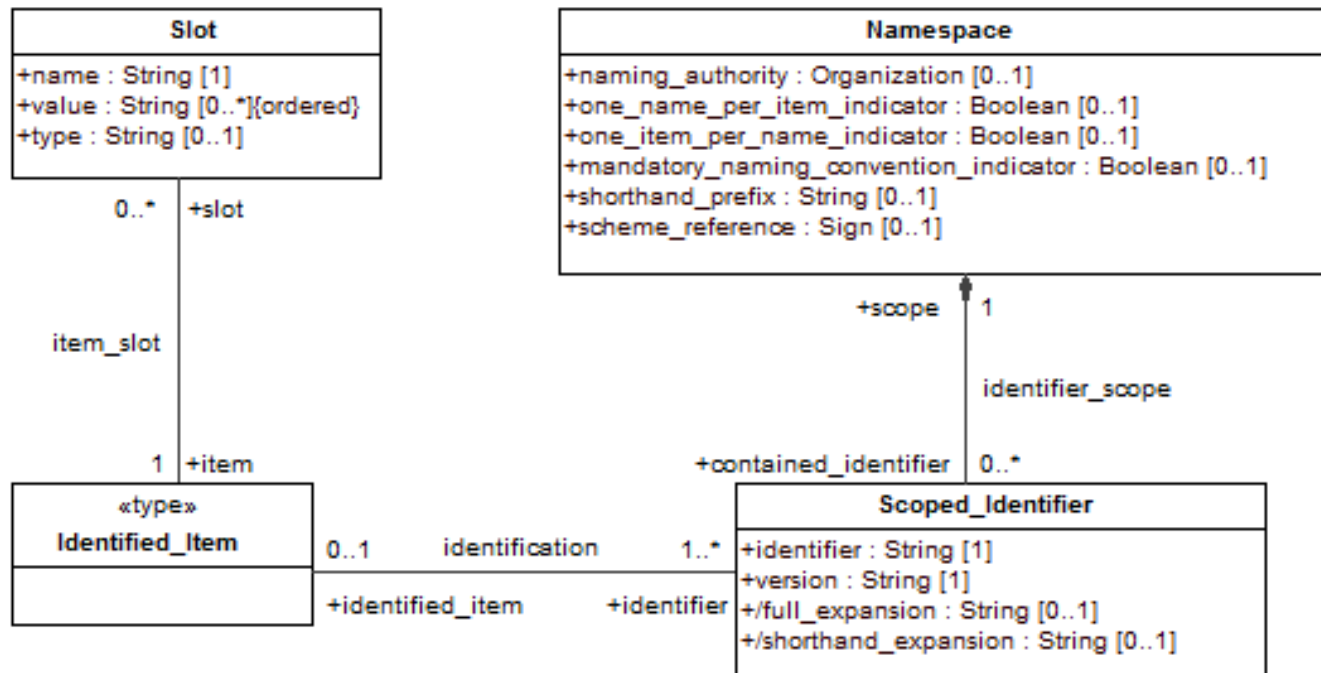 Slot
+name : String [1]
+value : String [0..*]{ordered}
+type : String [0..1]
Namespace
+naming_authority : Organization [0..1]
+one_name_per_item_indicator : Boolean [0..1]
+one_item_per_name_indicator : Boolean [0..1]
+mandatory_naming_convention_indicator : Boolean [0..1]
+shorthand_prefix : String [0..1]
+scheme_reference : Sign [0..1]
0..* +slot
+scope 1
item_slot
identifier_scope
1 +item
+contained_identifier 0..*
«type»
Identified_Item
Scoped_Identifier
+identifier : String [1]
+version : String [1]
+/full_expansion : String [0..1]
+/shorthand_expansion : String [0..1]
0..1 identification 1..*
+identified_item +identifier